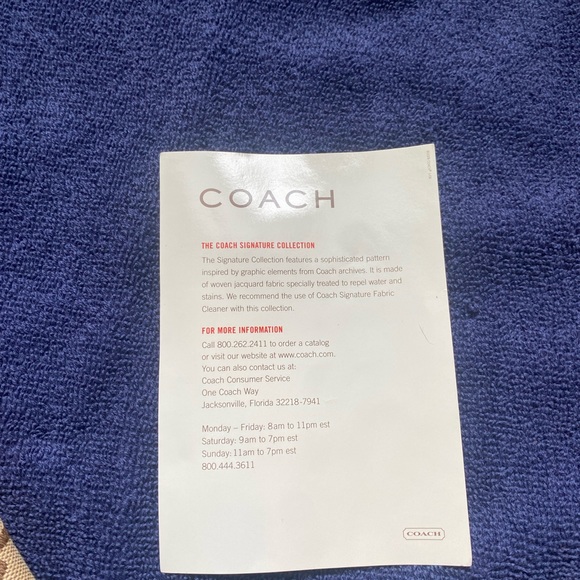 COACH
THE COACH SIGNATURE COLLECTION
The Signature Collection features a sophisticated pattern
inspired by graphic elements from Coach archives. It is made
of woven jacquard fabric specially treated to repel water and
stains. We recommend the use of Coach Signature Fabric
Cleaner with this collection.
FOR MORE INFORMATION
Call 800.262.2411 to order a catalog
or visit our website at www.coach.com.
You can also contact us at:
Coach Consumer Service
One Coach Way
Jacksonville, Florida 32218-7941
Monday – Friday: 8am to 11pm est
Saturday: 9am to 7pm est
Sunday: 11am to 7pm est
800.444.3611
COACH